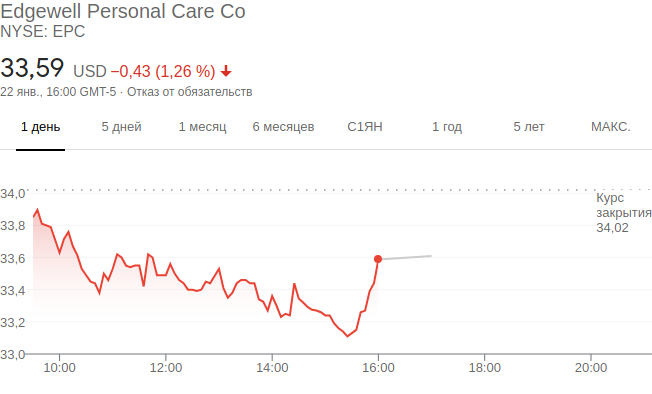 Edgewell Personal Care Co
NYSE: EPC
33,59 USD −0,43 (1,26 %)
22 янв., 16:00 GMT-5 · Отказ от обязательств
1 день 5 дней 1 месяц 6 месяцев С1ЯН 1 год 5 лет МАКС.
34,0
Курс
закрытия
34,02
33,8
33,6
33,4
33,2
33,0
10:00 12:00 14:00 16:00 18:00 20:00